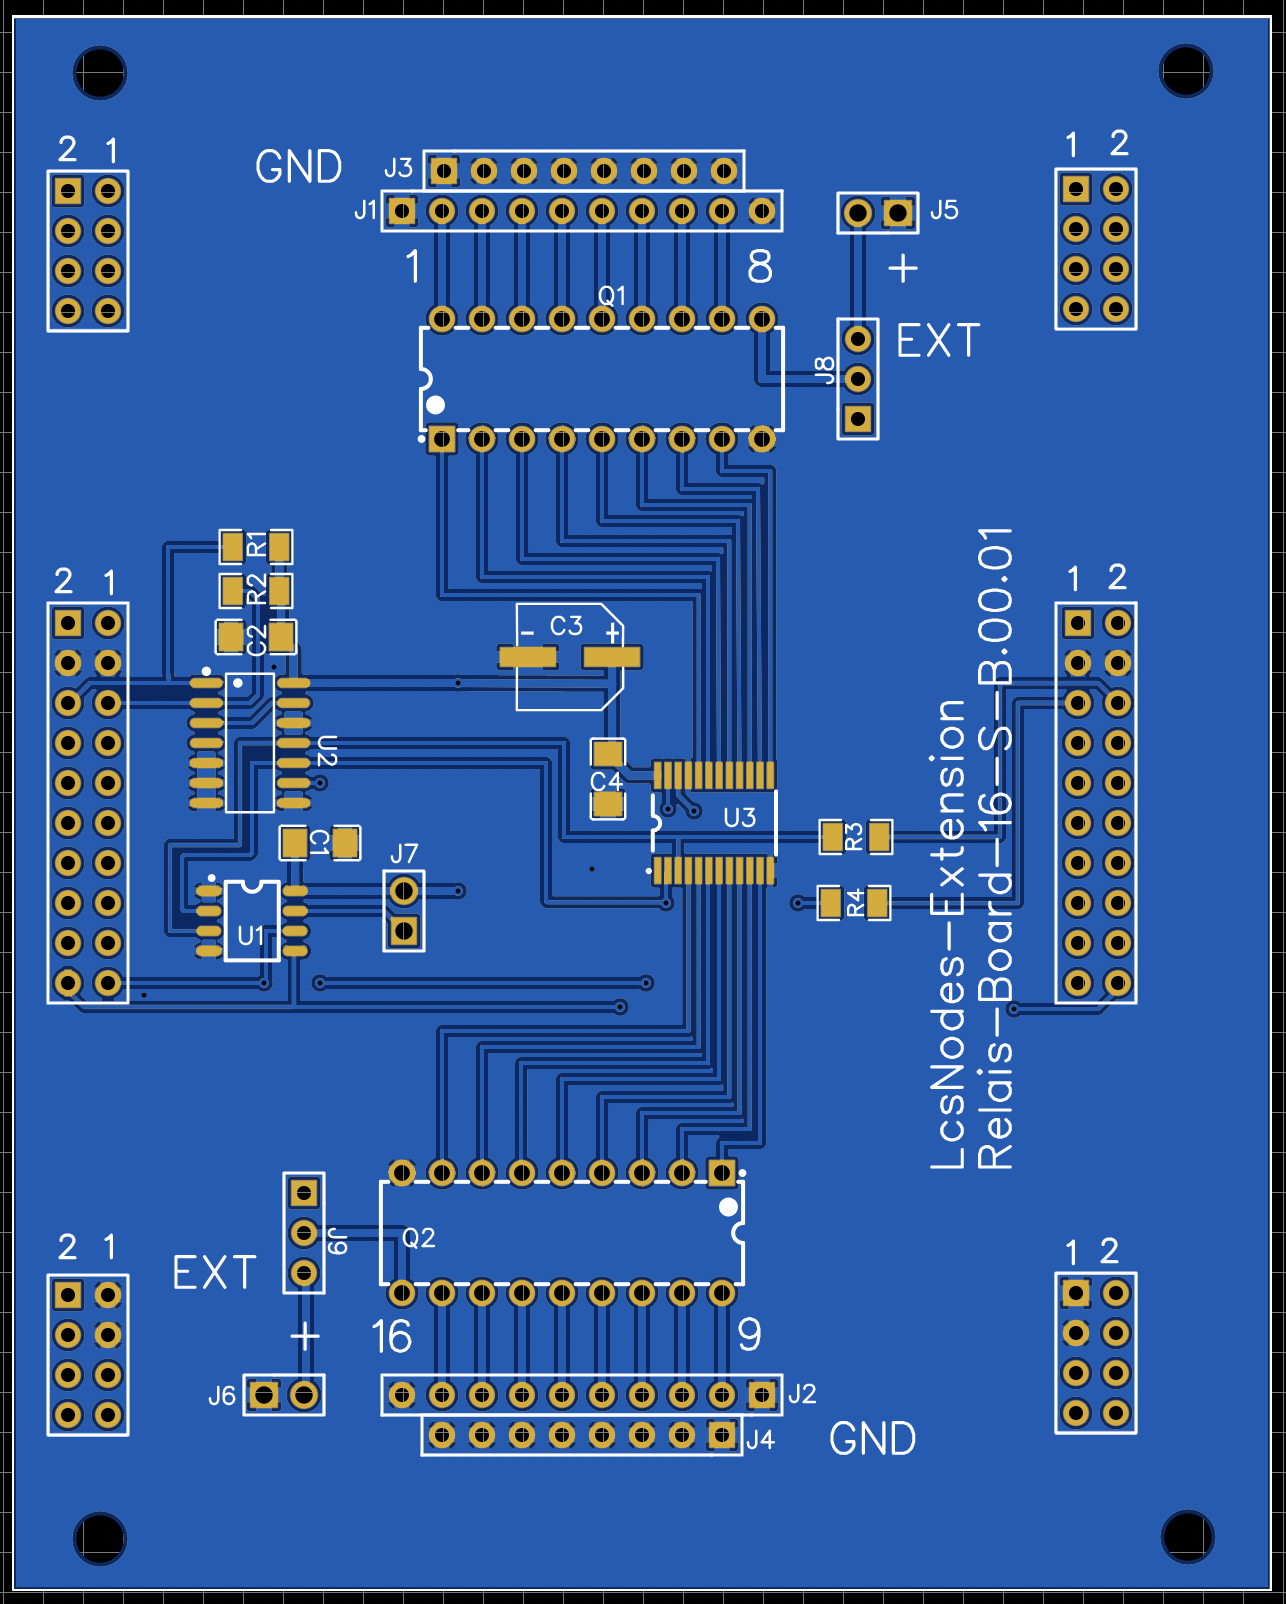 2 1
GND
J3
J1
J5
1 2
1
8
+
Q1
EXT
J8
R1
R2
C2
2 1
- C3 +
1 2
U2
C4
U3
C1
J7
R3
R4
U1
LcsNodes-Extension
Relais-Board-16-S -B.00.01
2 1
EXT
J9
Q2
1 2
+
16
9
J6
J2
J4
GND